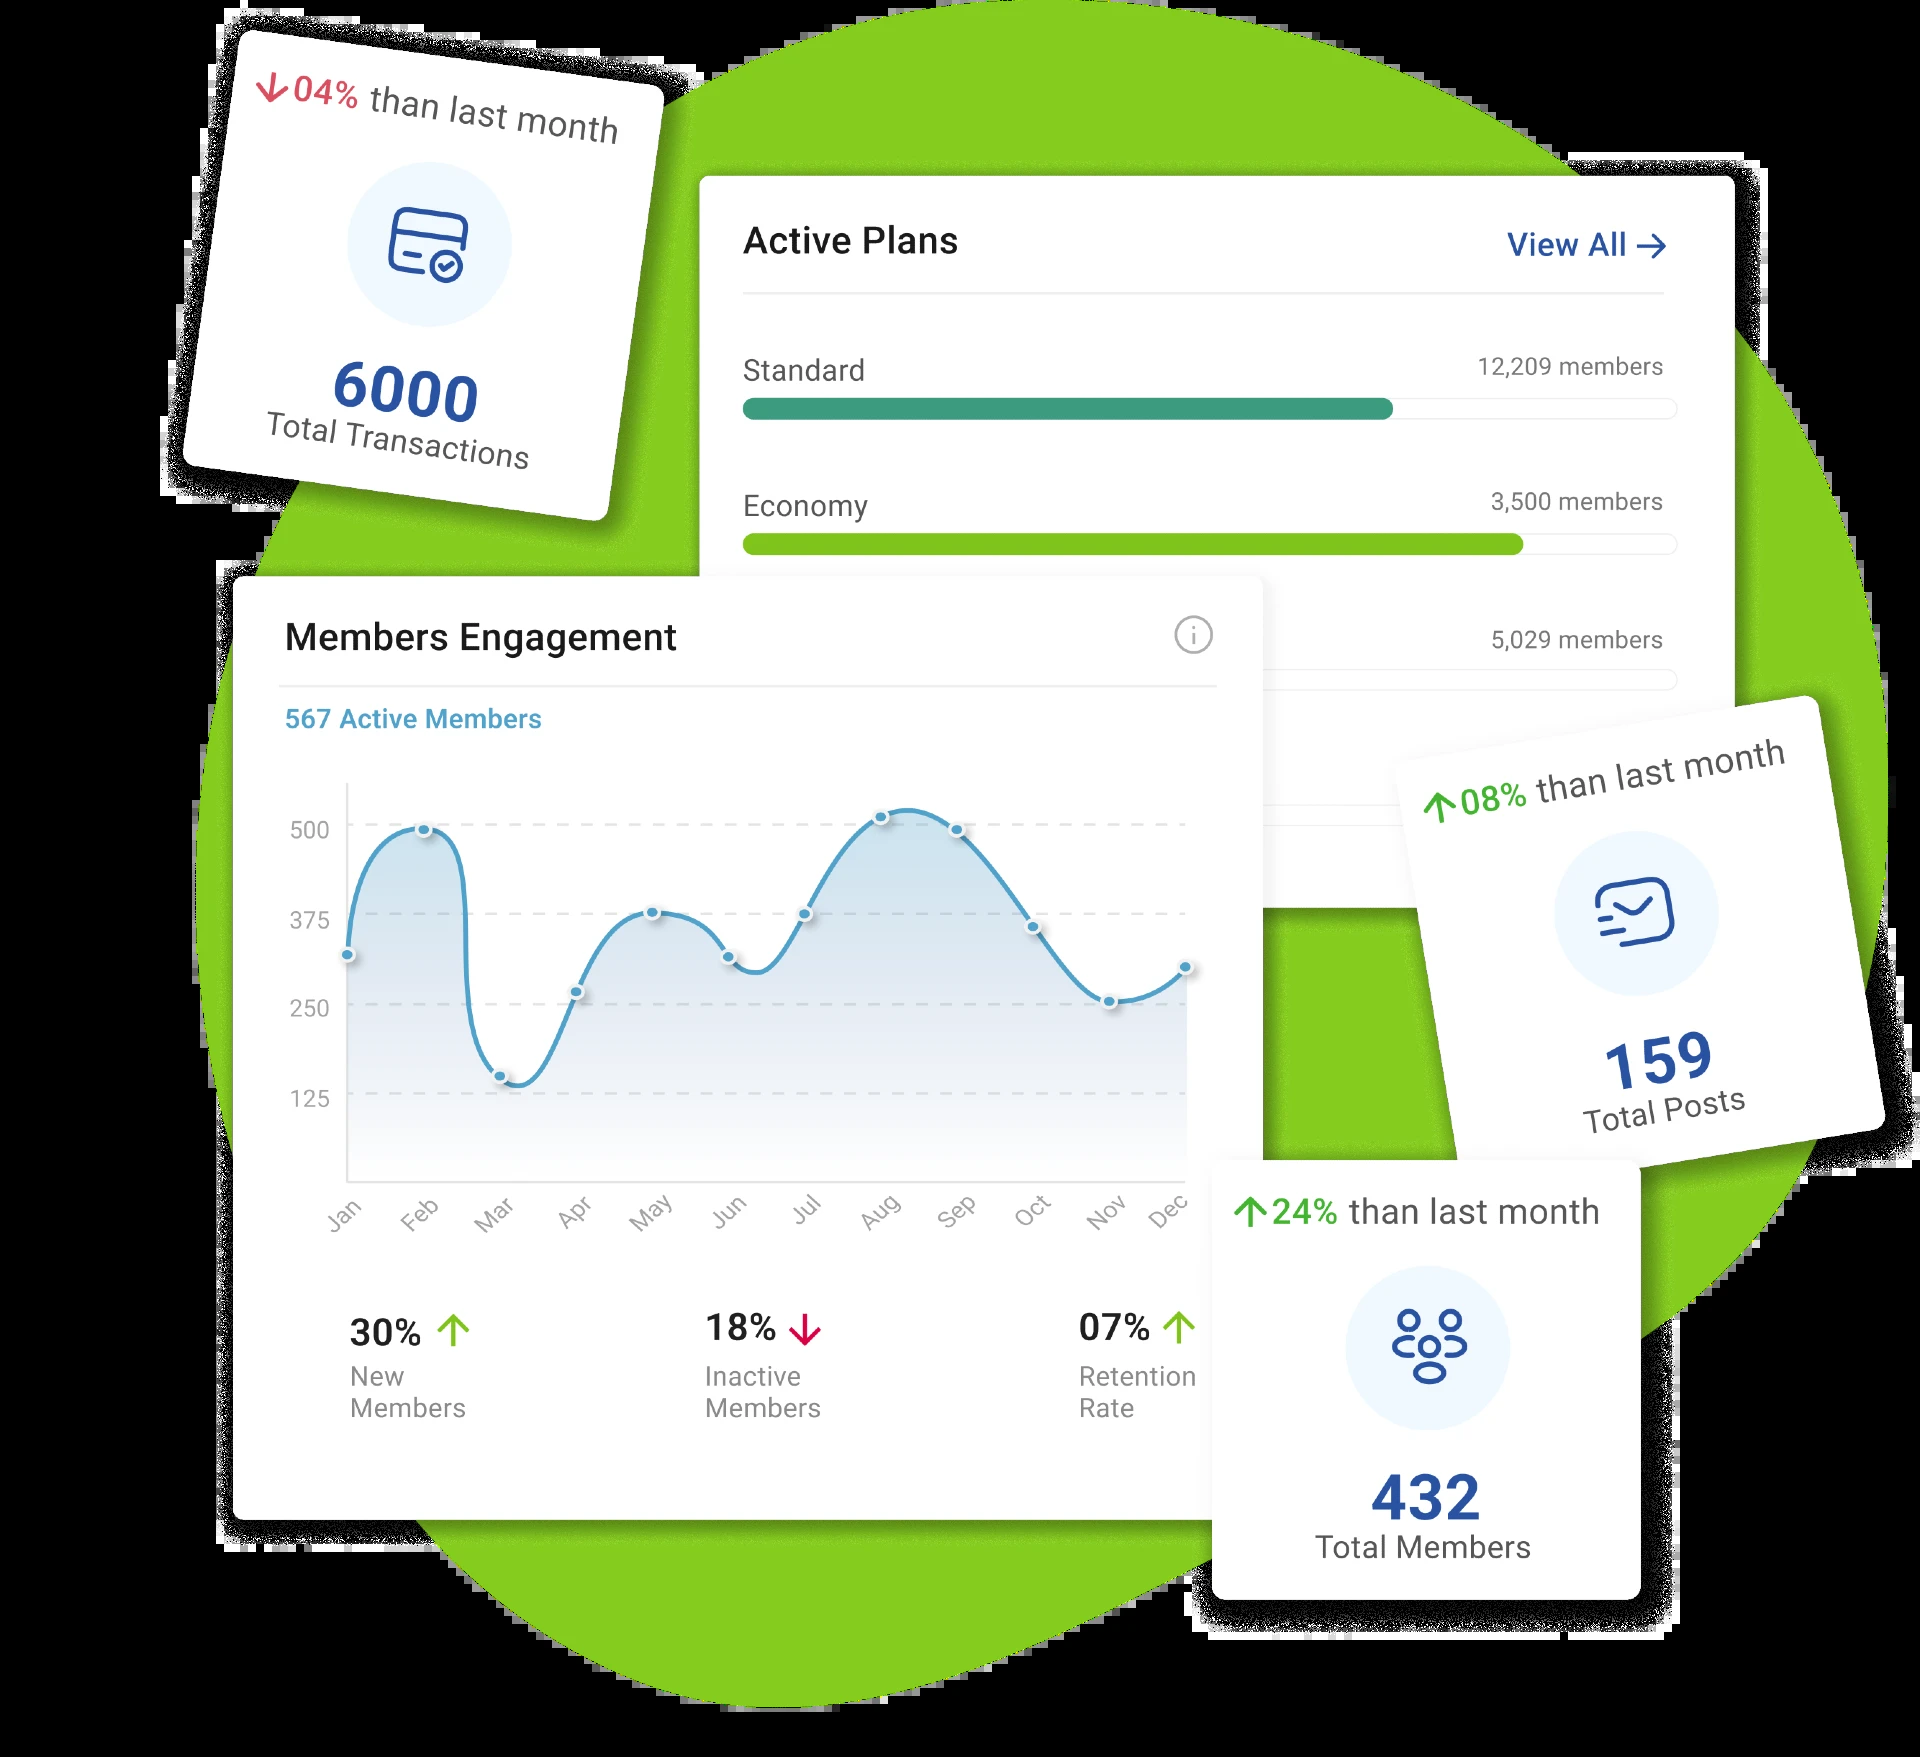 04% than last month
6000
Total Transactions
Active Plans
View All
Standard
12,209 members
Economy
3,500 members
5,029 members
Members Engagement
567 Active Members
500
375
250
125
Jan Feb Mar Apr May Jun Jul Aug Sep Oct Nov Dec
30%
New
Members
18%
Inactive
Members
07%
Retention
Rate
08% than last month
159
Total Posts
24% than last month
432
Total Members